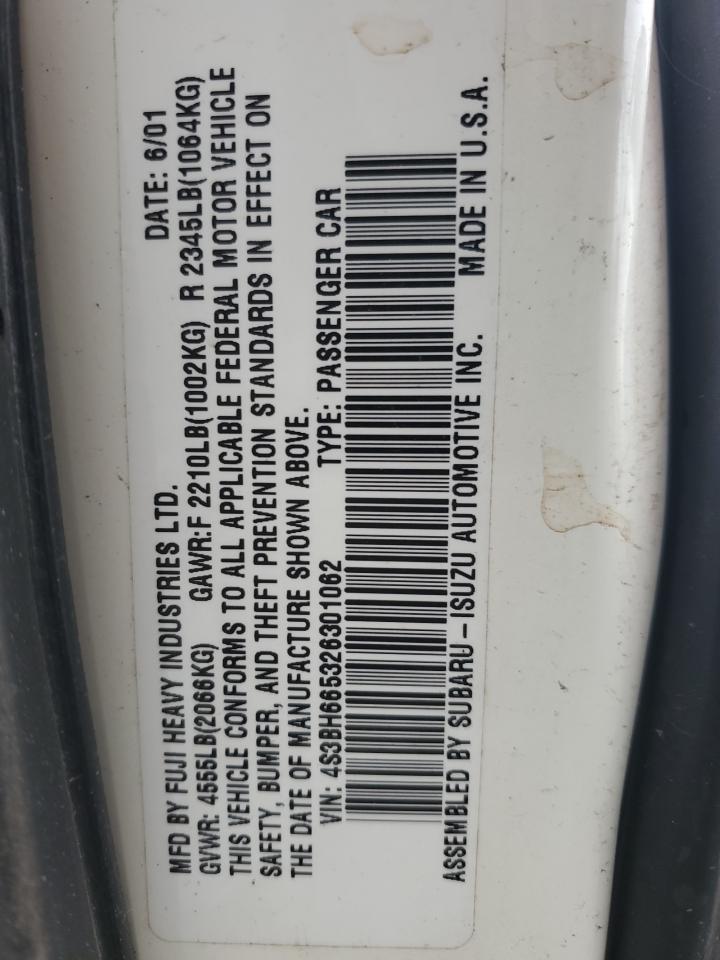 MFD BY FUJI HEAVY INDUSTRIES LTD. DATE: 6/01
GVWR: 4555LB(2066KG) GAWR:F 2210LB(1002KG) R 2345LB(1064KG)
THIS VEHICLE CONFORMS TO ALL APPLICABLE FEDERAL MOTOR VEHICLE
SAFETY, BUMPER, AND THEFT PREVENTION STANDARDS IN EFFECT ON
THE DATE OF MANUFACTURE SHOWN ABOVE.
VIN: 4S3BH665326301062 TYPE: PASSENGER CAR
ASSEMBLED BY SUBARU-ISUZU AUTOMOTIVE INC. MADE IN U.S.A.